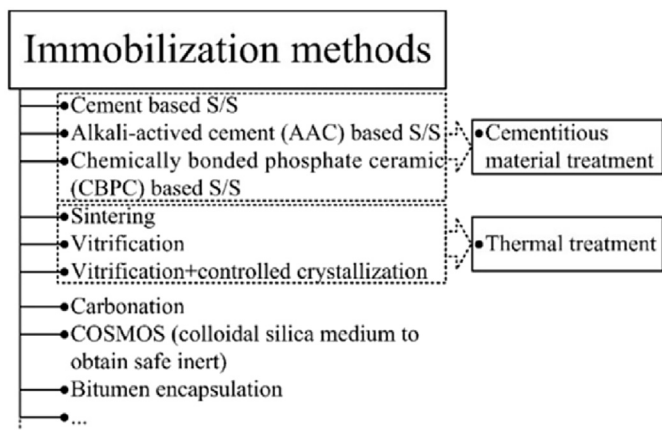 Immobilization methods
•Cement based S/S
•Alkali-actived cement (AAC) based S/S
•Chemically bonded phosphate ceramic
(CBPC) based S/S
•Cementitious
material treatment
•Sintering
•Vitrification
•Vitrification+controlled crystallization
•Thermal treatment
•Carbonation
•COSMOS (colloidal silica medium to
obtain safe inert)
•Bitumen encapsulation
•...